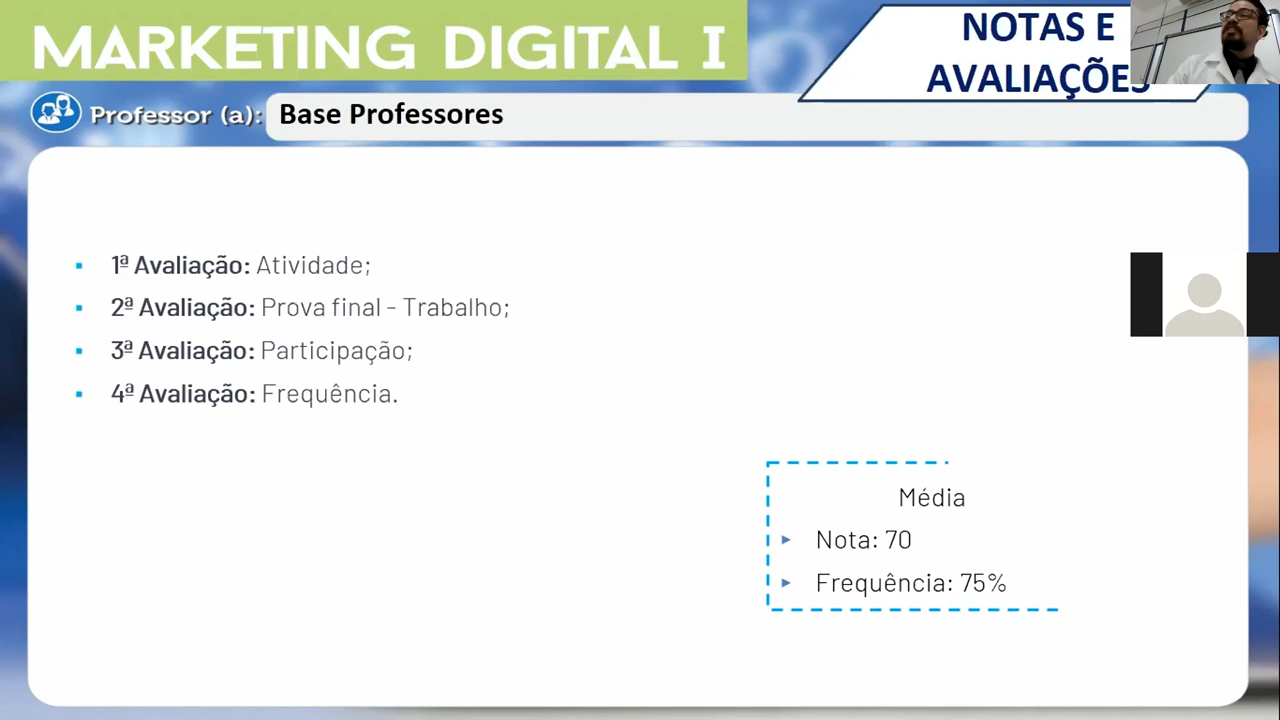 MARKETING DIGITAL I
NOTAS E
AVALIAÇÕES
Professor (a):
Base Professores
▪ 1ª Avaliação: Atividade;
▪ 2ª Avaliação: Prova final - Trabalho;
▪ 3ª Avaliação: Participação;
▪ 4ª Avaliação: Frequência.
Média
▸ Nota: 70
▸ Frequência: 75%